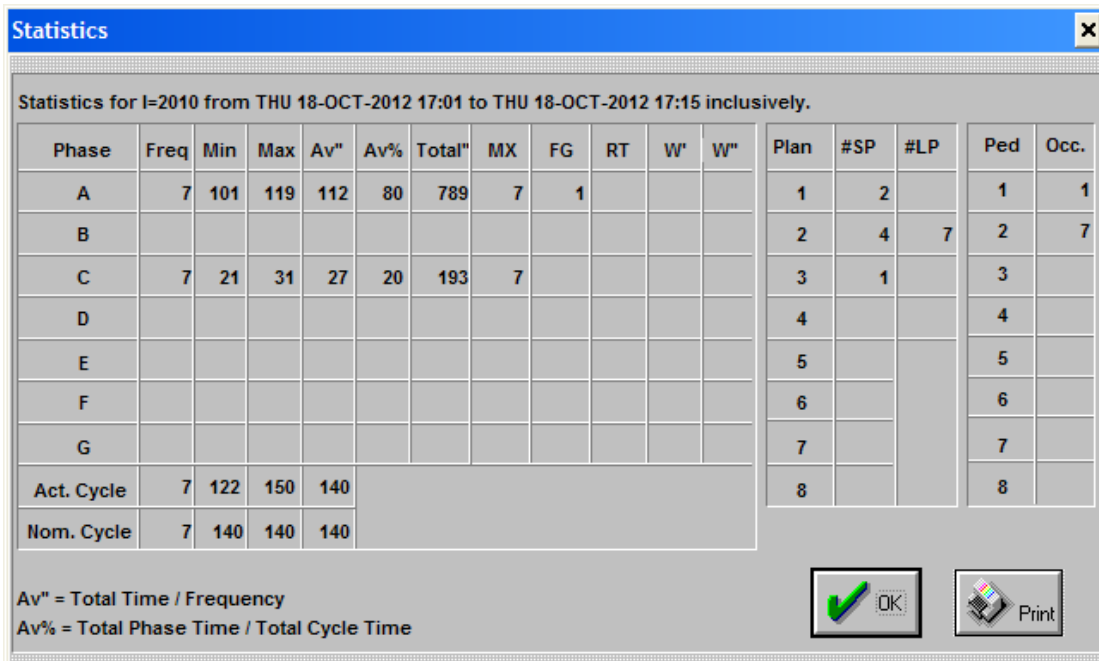 Statistics
Statistics for I=2010 from THU 18-OCT-2012 17:01 to THU 18-OCT-2012 17:15 inclusively.
Phase Freq Min Max Av" Av% Total" MX FG RT W' W" Plan #SP #LP Ped Occ.
A 7 101 119 112 80 789 7 1 1 2 1 1
B 2 4 7 2 7
C 7 21 31 27 20 193 7 3 1 3
D 4 4
E 5 5
F 6 6
G 7 7
Act. Cycle 7 122 150 140 8 8
Nom. Cycle 7 140 140 140
Av" = Total Time / Frequency
Av% = Total Phase Time / Total Cycle Time
OK Print